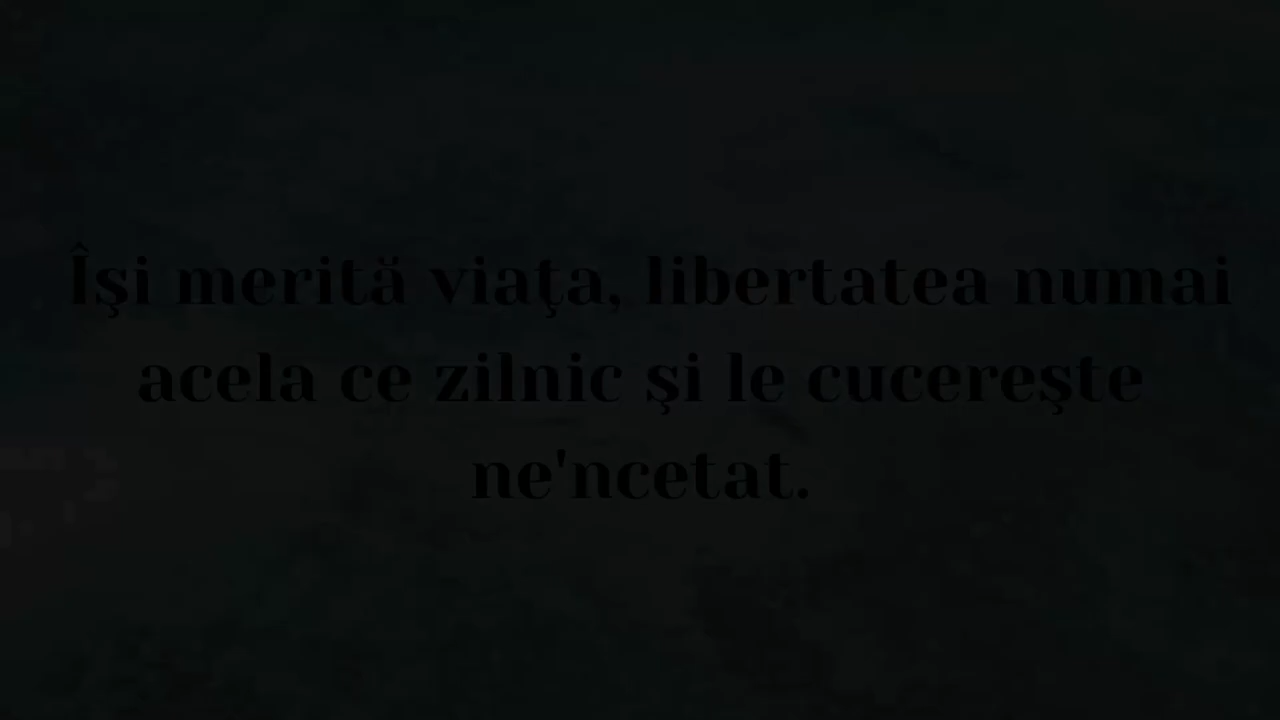 Îşi merită viaţa, libertatea numai
acela ce zilnic şi le cucereşte
ne'ncetat.